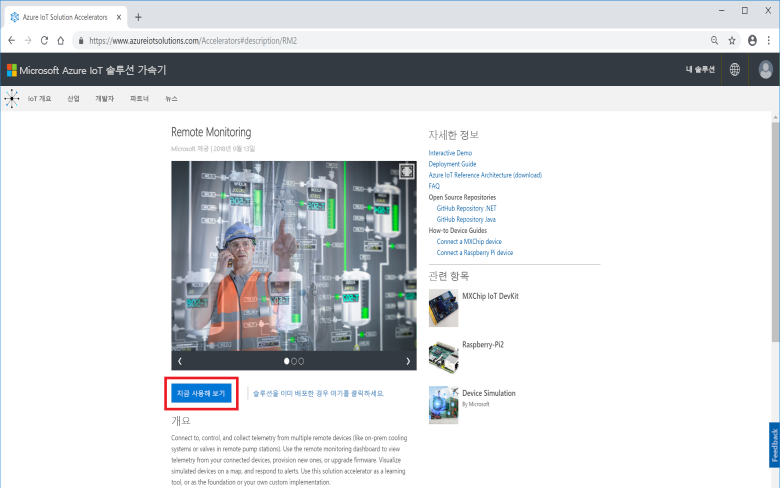 Azure IoT Solution Accelerators
https://www.azureiotsolutions.com/Accelerators#description/RM2
Microsoft Azure IoT 솔루션 가속기
내 솔루션
IoT 개요
산업
개발자
파트너
뉴스
Remote Monitoring
Microsoft 제공 | 2018년 9월 13일
지금 사용해 보기
솔루션을 이미 배포한 경우 여기를 클릭하세요.
개요
Connect to, control, and collect telemetry from multiple remote devices (like on-prem cooling
systems or valves in remote pump stations). Use the remote monitoring dashboard to view
telemetry from your connected devices, provision new ones, or upgrade firmware. Visualize
simulated devices on a map, and respond to alerts. Use this solution accelerator as a learning
tool, or as the foundation or your own custom implementation.
자세한 정보
Interactive Demo
Deployment Guide
Azure IoT Reference Architecture (download)
FAQ
Open Source Repositories
GitHub Repository .NET
GitHub Repository Java
How-to Device Guides
Connect a MXChip device
Connect a Raspberry Pi device
관련 항목
MXChip IoT DevKit
Raspberry-Pi2
Device Simulation
By Microsoft
Feedback